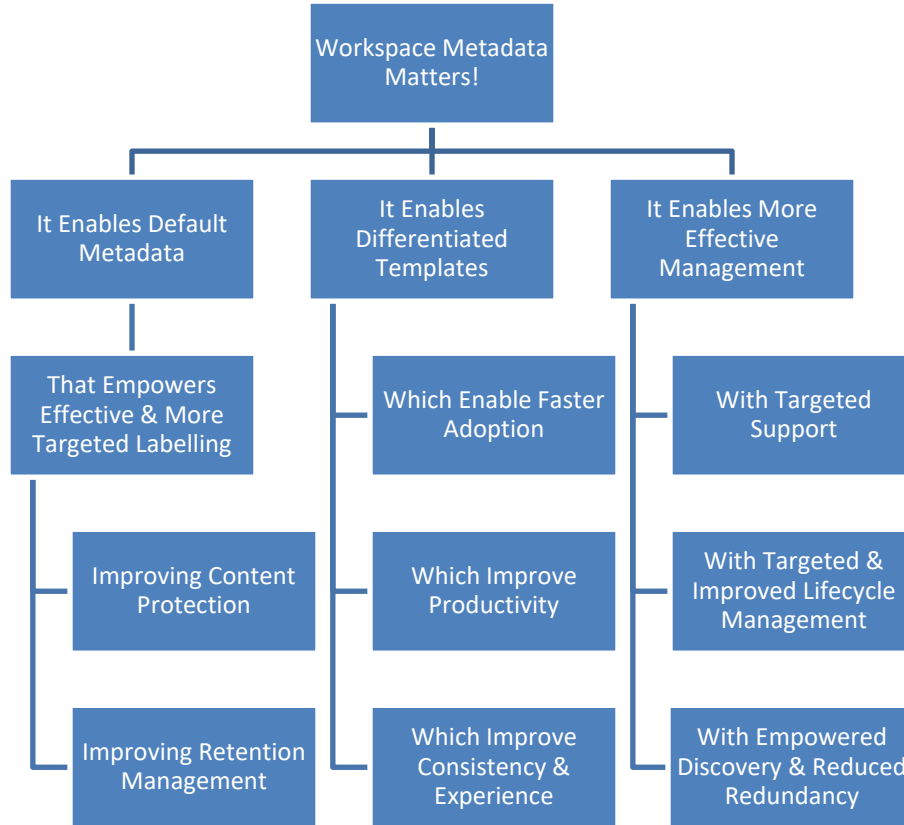 Workspace Metadata
Matters!
It Enables Default
Metadata
It Enables
Differentiated
Templates
It Enables More
Effective
Management
That Empowers
Effective & More
Targeted Labelling
Which Enable Faster
Adoption
With Targeted
Support
Improving Content
Protection
Which Improve
Productivity
With Targeted &
Improved Lifecycle
Management
Improving Retention
Management
Which Improve
Consistency &
Experience
With Empowered
Discovery & Reduced
Redundancy